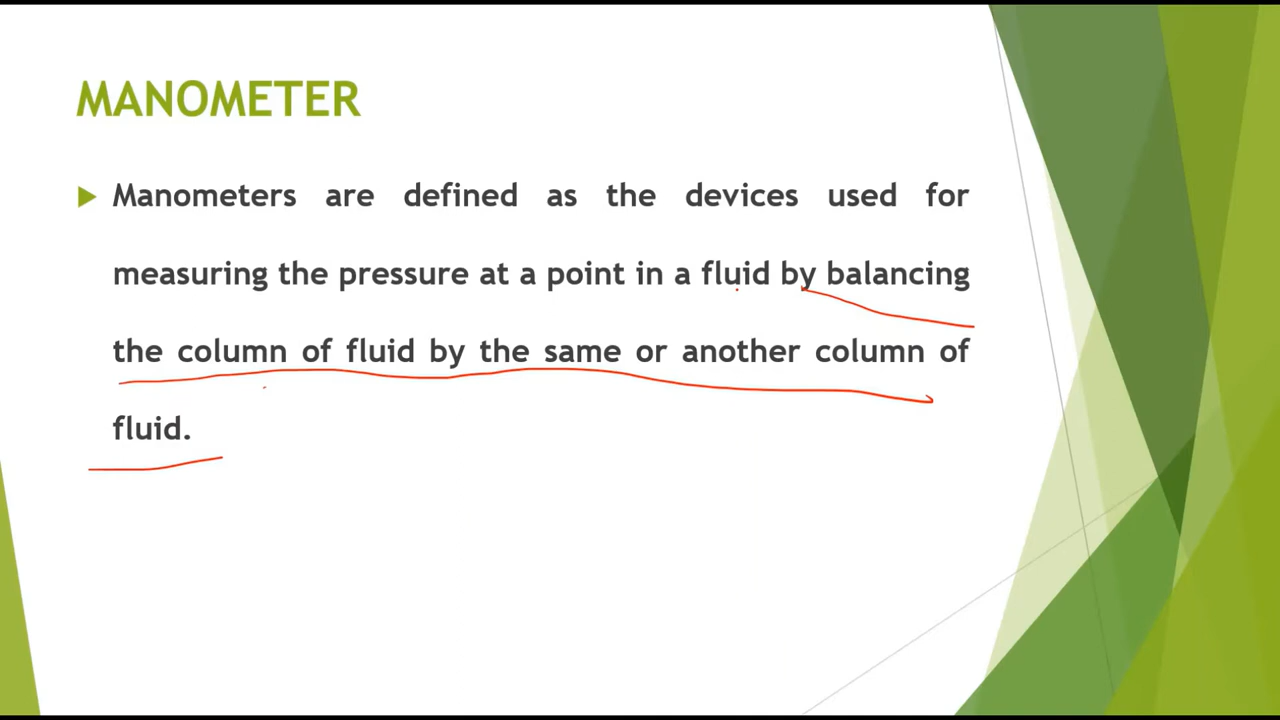 MANOMETER
Manometers are defined as the devices used for
measuring the pressure at a point in a fluid by balancing
the column of fluid by the same or another column of
fluid.